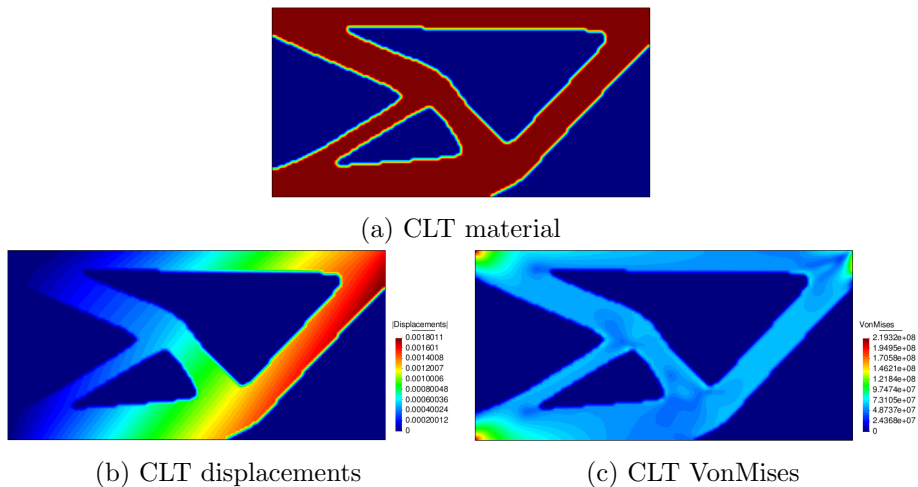 (a) CLT material
|Displacements|
0.0018011
0.001601
0.0014008
0.0012007
0.0010006
0.00080048
0.00060036
0.00040024
0.00020012
0
(b) CLT displacements
VonMises
2.1932e+08
1.9495e+08
1.7058e+08
1.4621e+08
1.2184e+08
9.7474e+07
7.3105e+07
4.8737e+07
2.4368e+07
0
(c) CLT VonMises